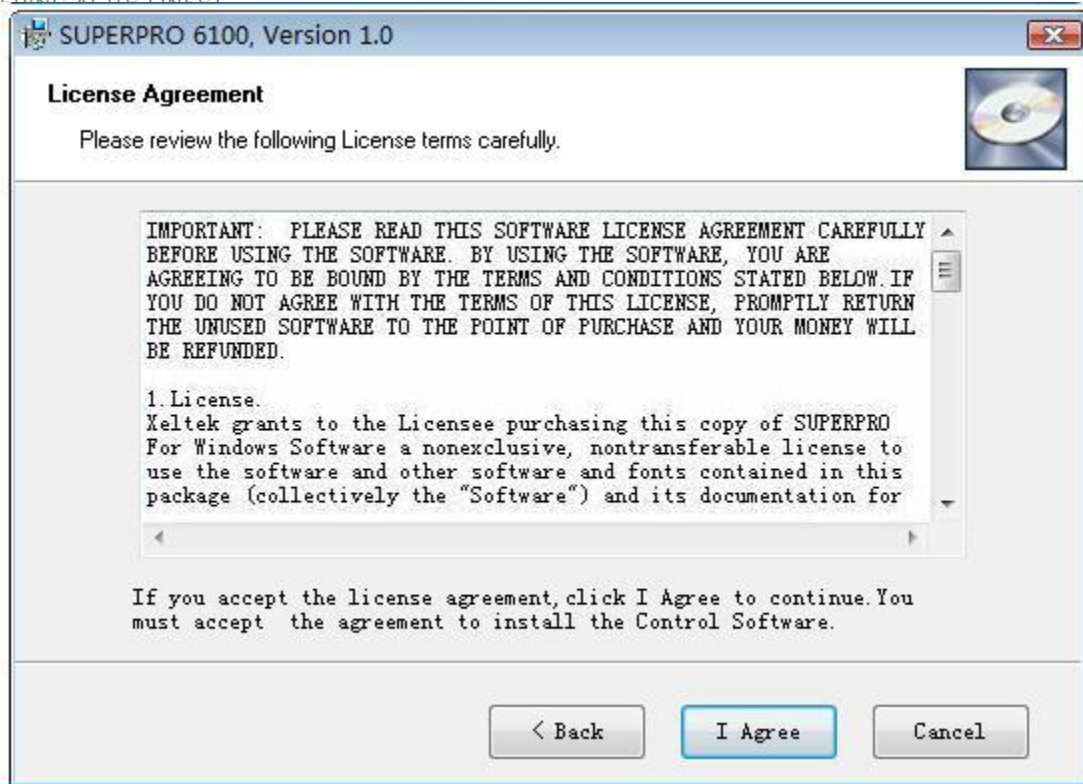 SUPERPRO 6100, Version 1.0
License Agreement
Please review the following License terms carefully.
IMPORTANT:  PLEASE READ THIS SOFTWARE LICENSE AGREEMENT CAREFULLY
BEFORE USING THE SOFTWARE. BY USING THE SOFTWARE, YOU ARE
AGREEING TO BE BOUND BY THE TERMS AND CONDITIONS STATED BELOW.IF
YOU DO NOT AGREE WITH THE TERMS OF THIS LICENSE, PROMPTLY RETURN
THE UNUSED SOFTWARE TO THE POINT OF PURCHASE AND YOUR MONEY WILL
BE REFUNDED.
1.License.
Xeltek grants to the Licensee purchasing this copy of SUPERPRO
For Windows Software a nonexclusive, nontransferable license to
use the software and other software and fonts contained in this
package (collectively the "Software") and its documentation for
If you accept the license agreement,click I Agree to continue.You
must accept  the agreement to install the Control Software.
< Back
I Agree
Cancel